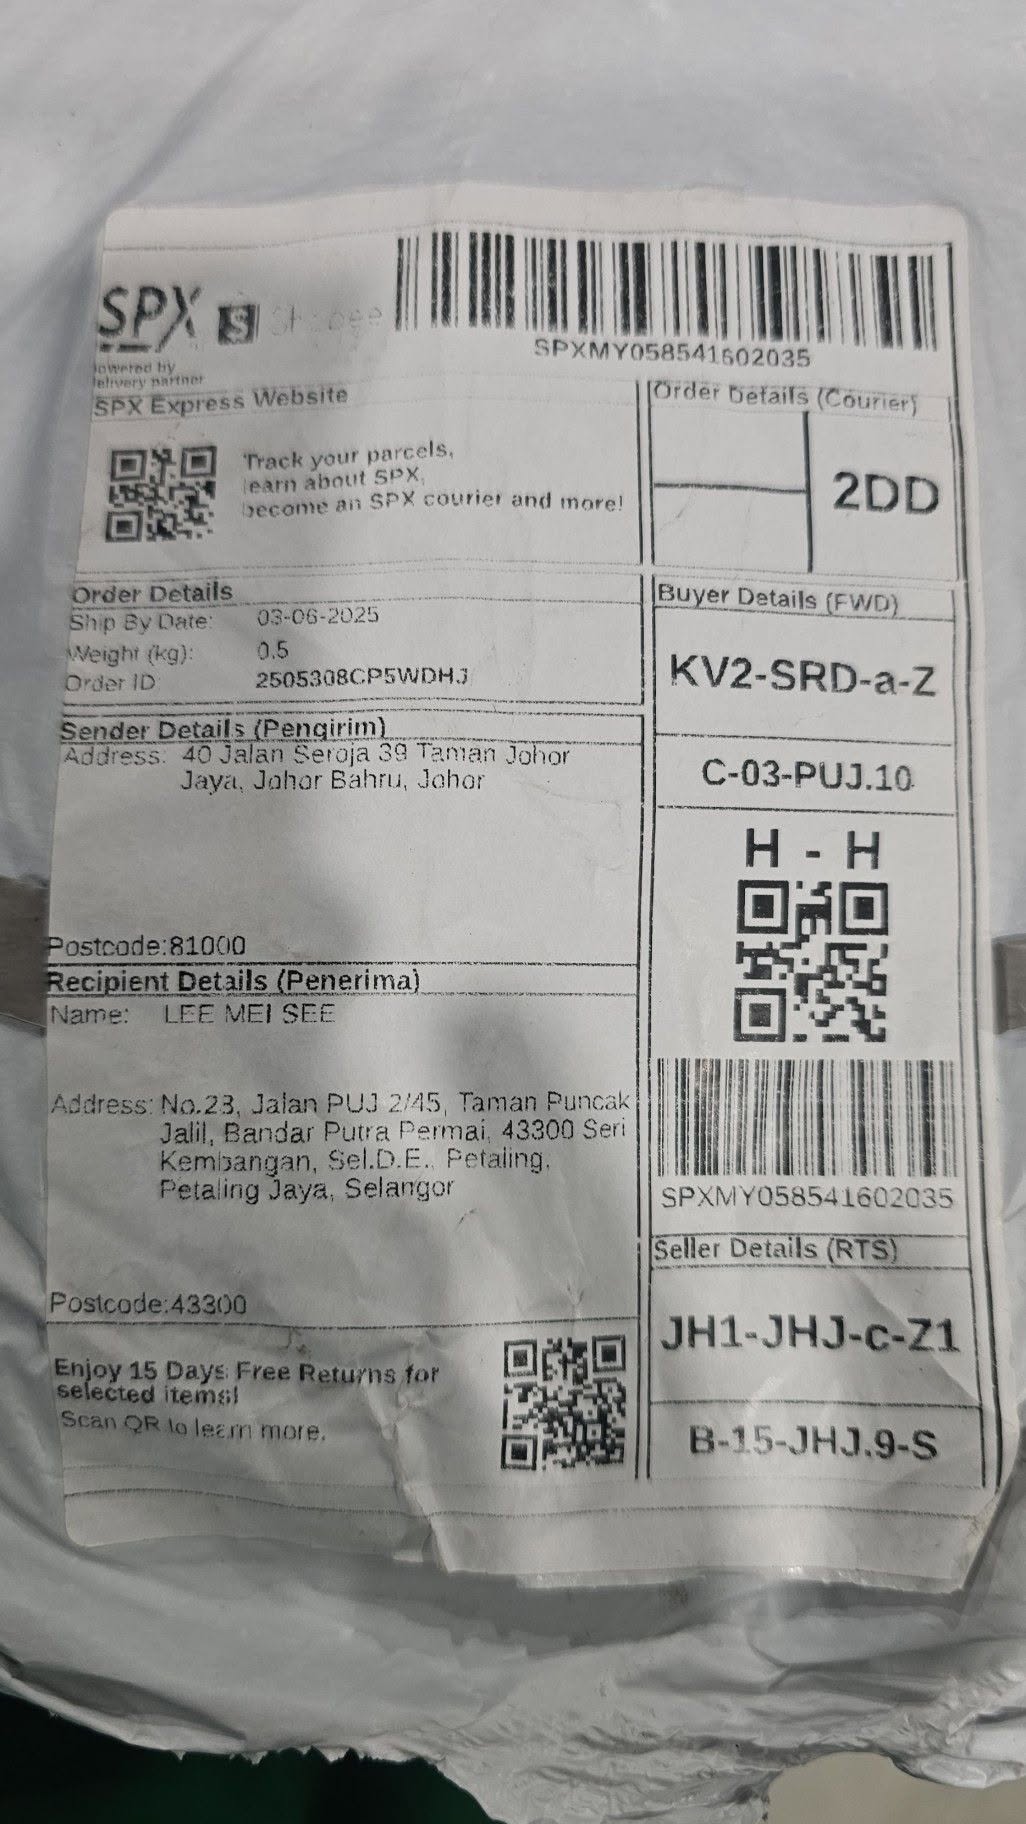 SPX S Shopee
SPXMY058541602035
owered by
elivery partner
SPX Express Website
Track your parcels,
learn about SPX,
become an SPX courier and more!
Order Details (Courier)
2DD
Order Details
Ship By Date: 03-06-2025
Weight (kg): 0.5
Order ID 2505308CP5WDHJ
Buyer Details (FWD)
KV2-SRD-a-Z
C-03-PUJ.10
H - H
SPXMY058541602035
Sender Details (Pengirim)
Address: 40 Jalan Seroja 39 Taman Johor
Jaya, Johor Bahru, Johor
Postcode:81000
Recipient Details (Penerima)
Name: LEE MEI SEE
Address: No.23, Jalan PUJ 2/45, Taman Puncak
Jalil, Bandar Putra Permai, 43300 Seri
Kembangan, Sel.D.E., Petaling,
Petaling Jaya, Selangor
Postcode:43300
Seller Details (RTS)
JH1-JHJ-c-Z1
B-15-JHJ.9-S
Enjoy 15 Days Free Returns for
selected items!
Scan QR to learn more.